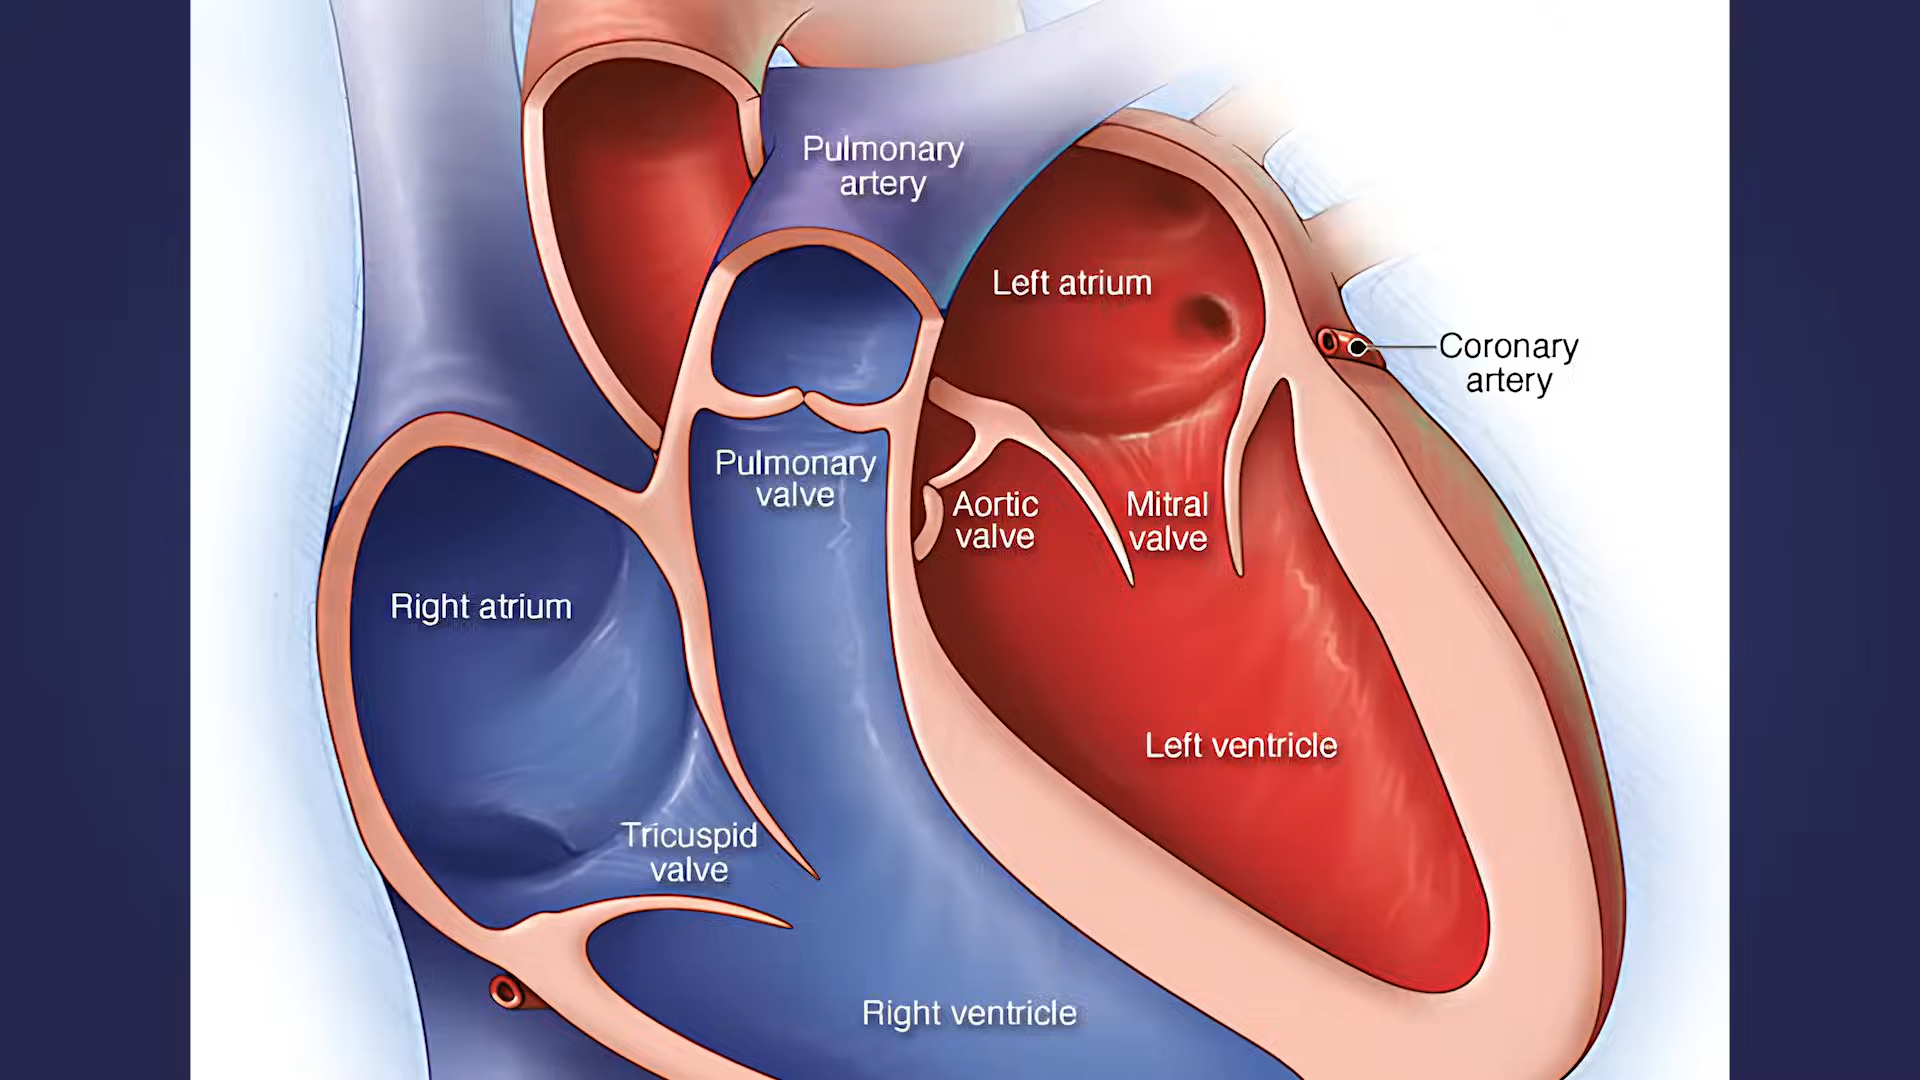 Pulmonary
artery
Left atrium
Coronary
artery
Pulmonary
valve
Aortic
valve
Mitral
valve
Right atrium
Left ventricle
Tricuspid
valve
Right ventricle